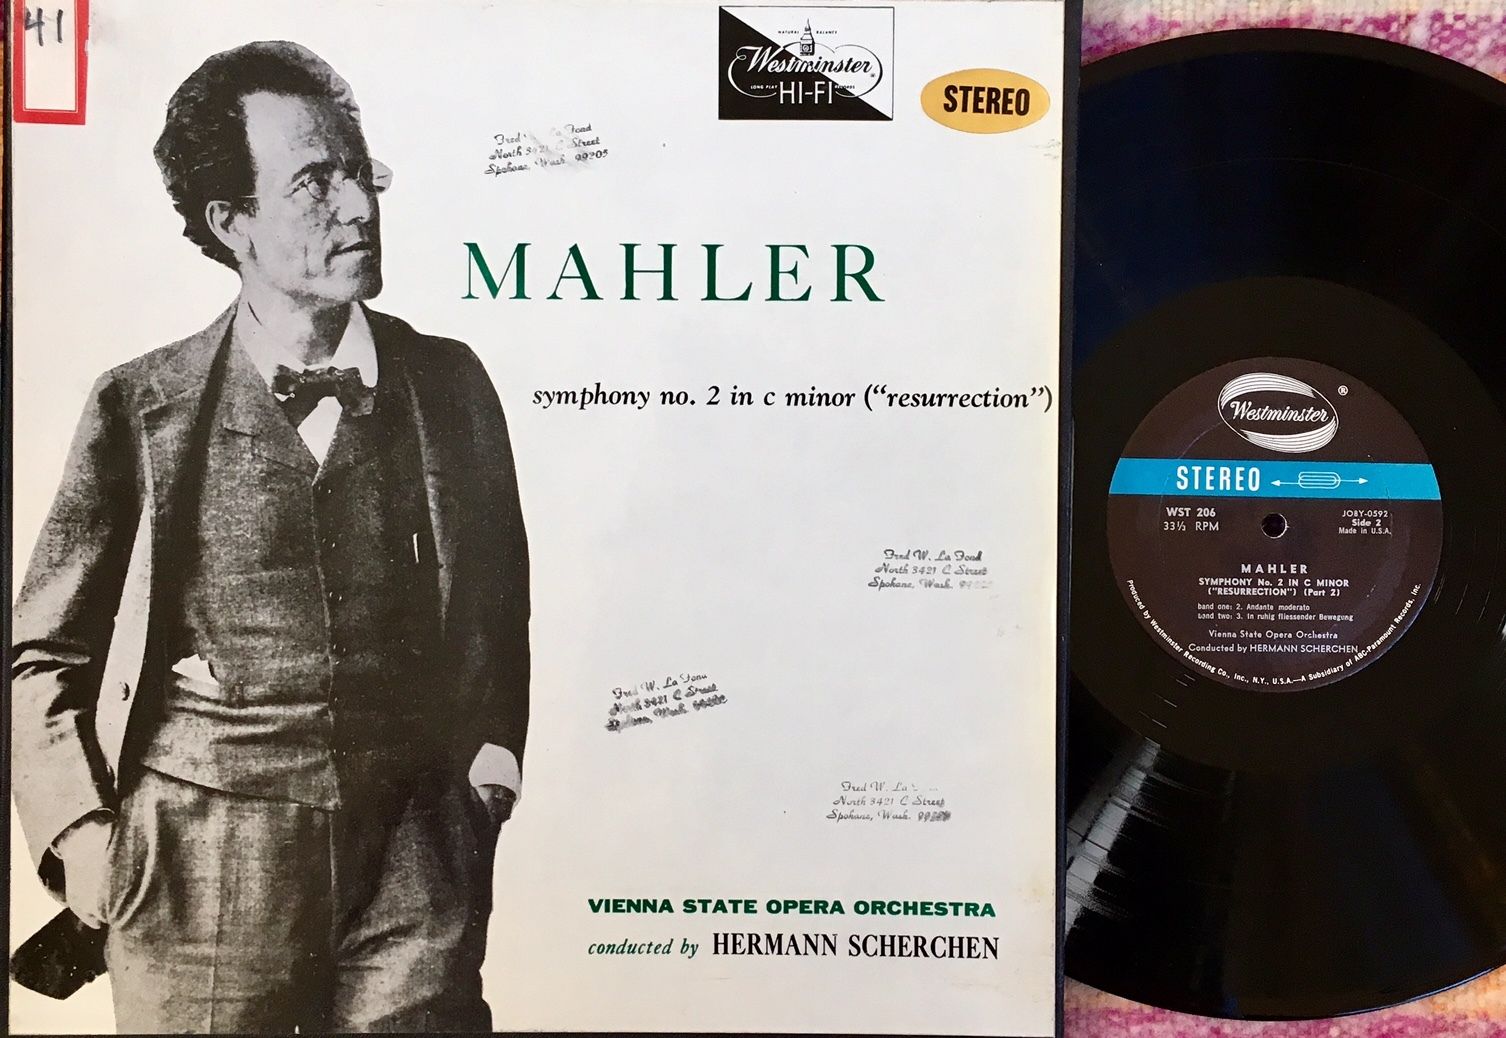 41
NATURAL BALANCE
Westminster ®
LONG PLAY RECORDS
HI-FI
STEREO
Fred La Fond
North 3421 C Street
Spokane, Wash. 99205
MAHLER
symphony no. 2 in c minor (“resurrection”)
Fred W. La Fond
North 3421 C Street
Spokane, Wash.
Fred W. La Fond
North 3421 C Street
Spokane, Wash.
Fred W. La
North 3421 C Street
Spokane, Wash.
VIENNA STATE OPERA ORCHESTRA
conducted by HERMANN SCHERCHEN
Westminster ®
STEREO
WST 206
33⅓ RPM
JO8Y-0592
Side 2
Made in U.S.A.
MAHLER
SYMPHONY No. 2 IN C MINOR
("RESURRECTION") (Part 2)
band one: 2. Andante moderato
band two: 3. In ruhig fliessender Bewegung
Vienna State Opera Orchestra
Conducted by HERMANN SCHERCHEN
Produced by Westminster Recording Co., Inc., N.Y., U.S.A.—A Subsidiary of ABC-Paramount Records, Inc.